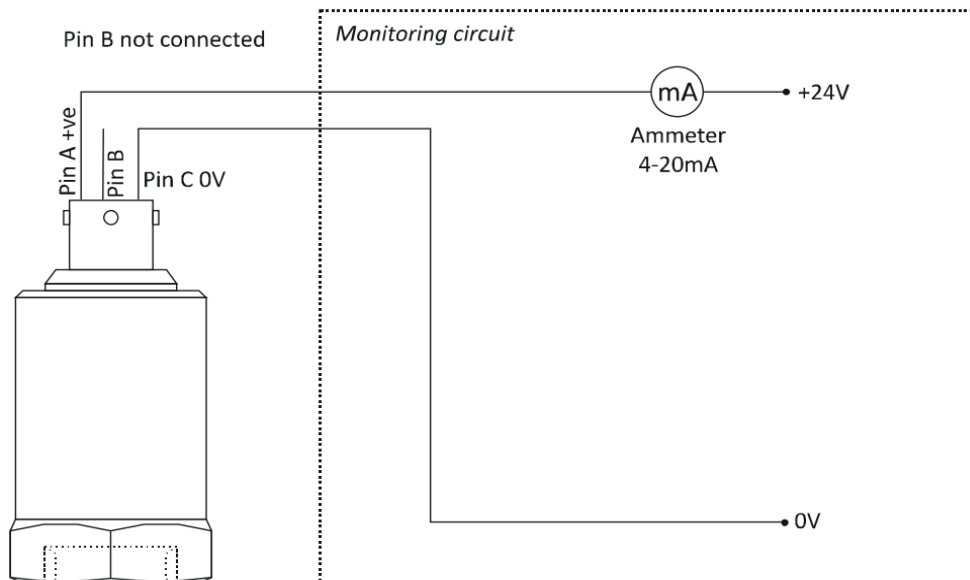 Pin B not connected
Monitoring circuit
Pin A +ve
Pin B
Pin C 0V
mA
+24V
Ammeter
4-20mA
0V